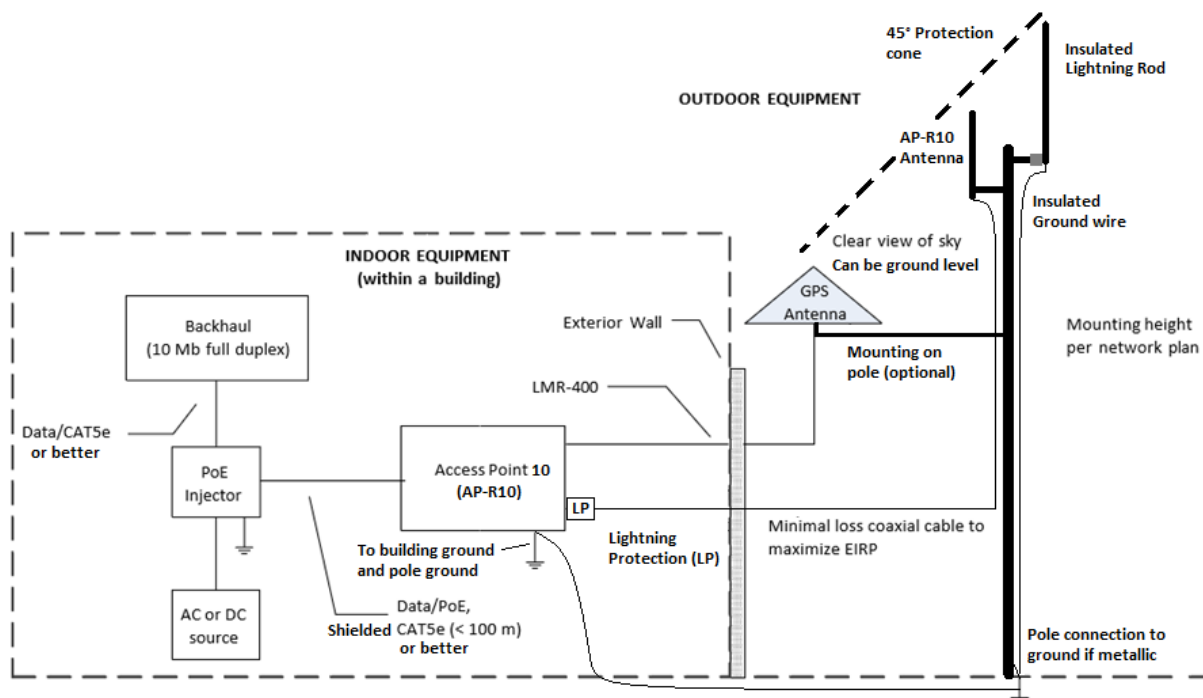 45° Protection
cone
Insulated
Lightning Rod
OUTDOOR EQUIPMENT
AP-R10
Antenna
Insulated
Ground wire
INDOOR EQUIPMENT
(within a building)
Clear view of sky
Can be ground level
GPS
Antenna
Backhaul
(10 Mb full duplex)
Exterior Wall
Mounting height
per network plan
Mounting on
pole (optional)
LMR-400
Data/CAT5e
or better
PoE
Injector
Access Point 10
(AP-R10)
LP
Lightning
Protection (LP)
Minimal loss coaxial cable to
maximize EIRP
To building ground
and pole ground
AC or DC
source
Data/PoE,
Shielded CAT5e (< 100 m)
or better
Pole connection to
ground if metallic